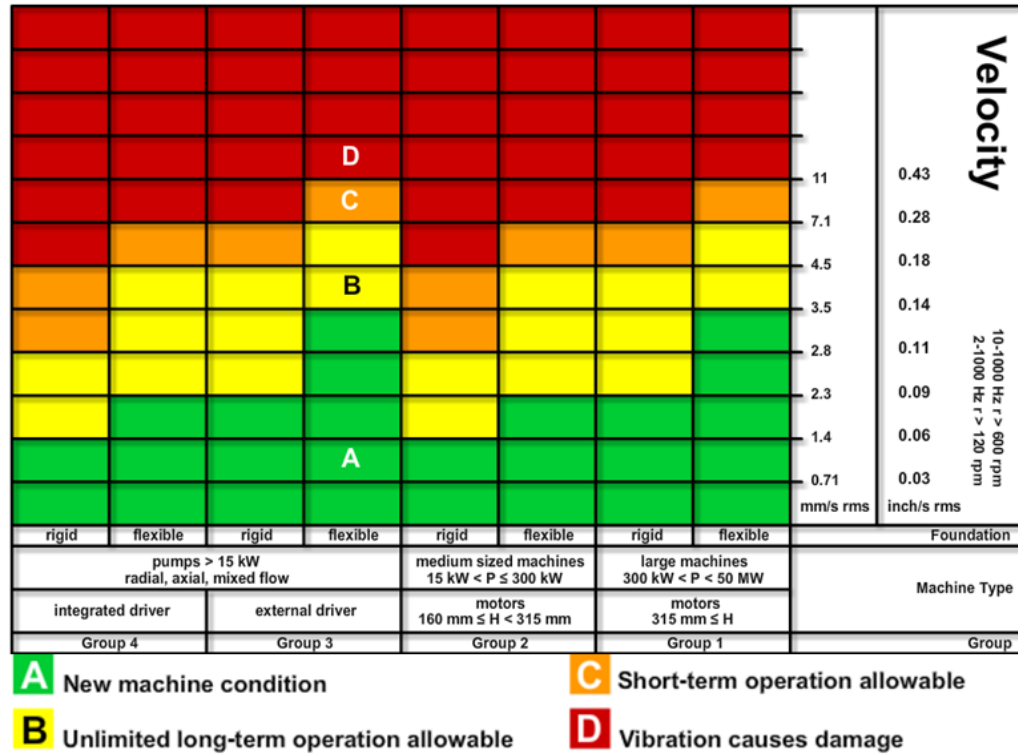 Velocity
D
C
B
A
11
7.1
4.5
3.5
2.8
2.3
1.4
0.71
mm/s rms
0.43
0.28
0.18
0.14
0.11
0.09
0.06
0.03
inch/s rms
10-1000 Hz r > 600 rpm
2-1000 Hz r > 120 rpm
rigid flexible rigid flexible rigid flexible rigid flexible Foundation
pumps > 15 kW
radial, axial, mixed flow
medium sized machines
15 kW < P ≤ 300 kW
large machines
300 kW < P < 50 MW
Machine Type
integrated driver
external driver
motors
160 mm ≤ H < 315 mm
motors
315 mm ≤ H
Group 4 Group 3 Group 2 Group 1 Group
A New machine condition
C Short-term operation allowable
B Unlimited long-term operation allowable
D Vibration causes damage